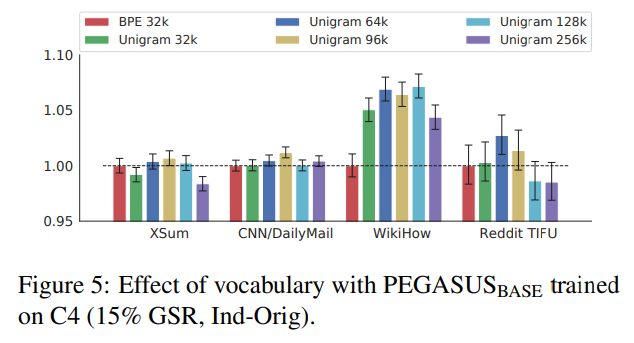 BPE 32k Unigram 64k Unigram 128k
Unigram 32k Unigram 96k Unigram 256k
1.10
1.05
1.00
0.95
XSum CNN/DailyMail WikiHow Reddit TIFU
Figure 5: Effect of vocabulary with PEGASUSBASE trained
on C4 (15% GSR, Ind-Orig).